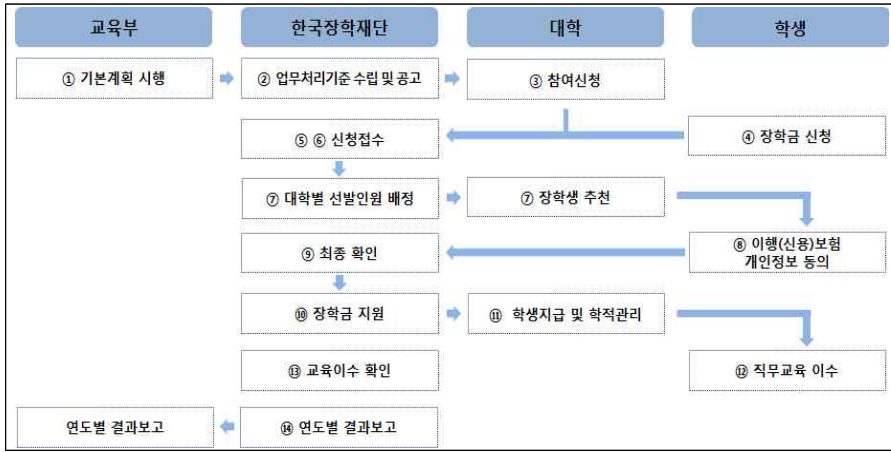 교육부 한국장학재단 대학 학생
① 기본계획 시행 ② 업무처리기준 수립 및 공고 ③ 참여신청
⑤ ⑥ 신청접수 ④ 장학금 신청
⑦ 대학별 선발인원 배정 ⑦ 장학생 추천
⑨ 최종 확인 ⑧ 이행(신용)보험
개인정보 동의
⑩ 장학금 지원 ⑪ 학생지급 및 학적관리
⑬ 교육이수 확인 ⑫ 직무교육 이수
연도별 결과보고 ⑭ 연도별 결과보고